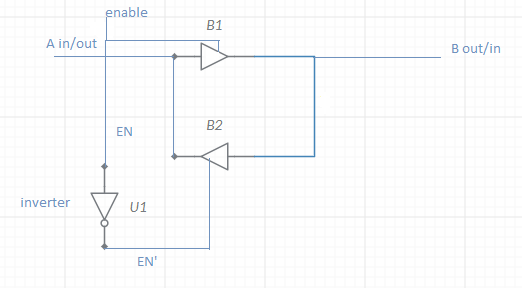 enable
B1
A in/out
B out/in
EN
B2
inverter
U1
EN'